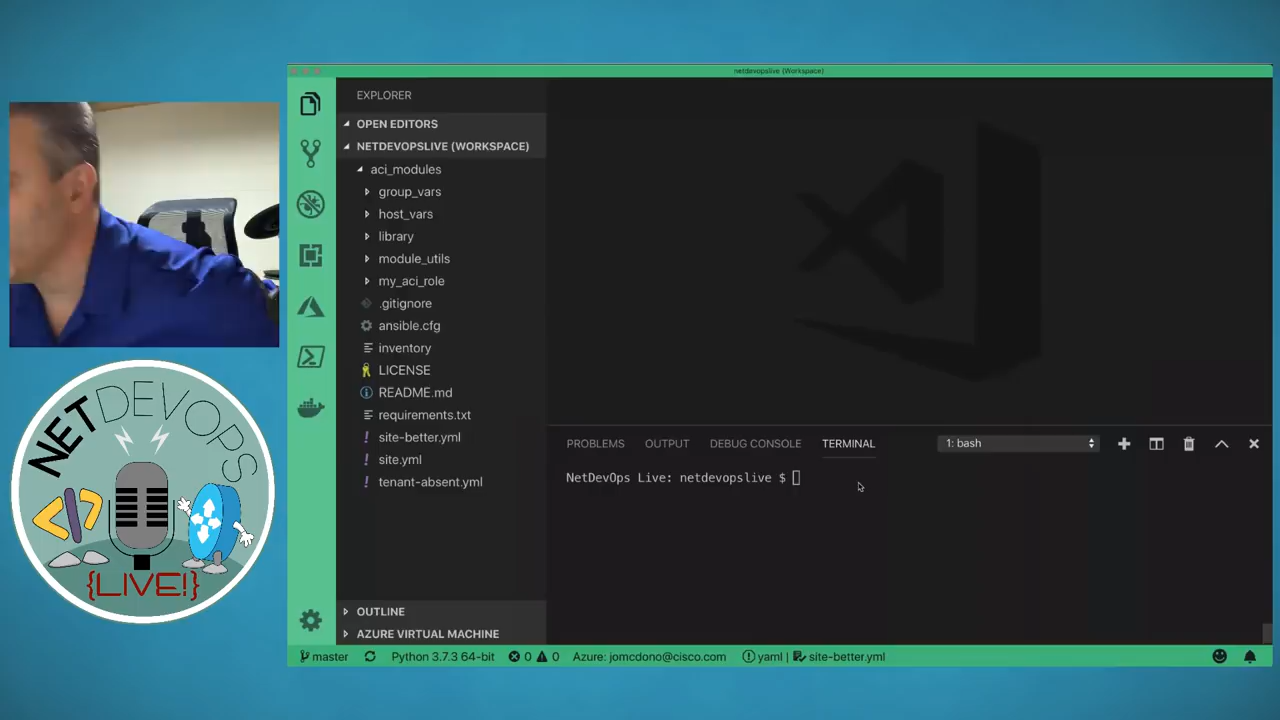 netdevopslive (Workspace)
EXPLORER
OPEN EDITORS
NETDEVOPSLIVE (WORKSPACE)
aci_modules
group_vars
host_vars
library
module_utils
my_aci_role
.gitignore
ansible.cfg
inventory
LICENSE
README.md
requirements.txt
site-better.yml
site.yml
tenant-absent.yml
OUTLINE
AZURE VIRTUAL MACHINE
PROBLEMS OUTPUT DEBUG CONSOLE TERMINAL 1: bash
NetDevOps Live: netdevopslive $
master Python 3.7.3 64-bit 0 0 Azure: jomcdono@cisco.com yaml | site-better.yml
NETDEVOPS
{LIVE!}